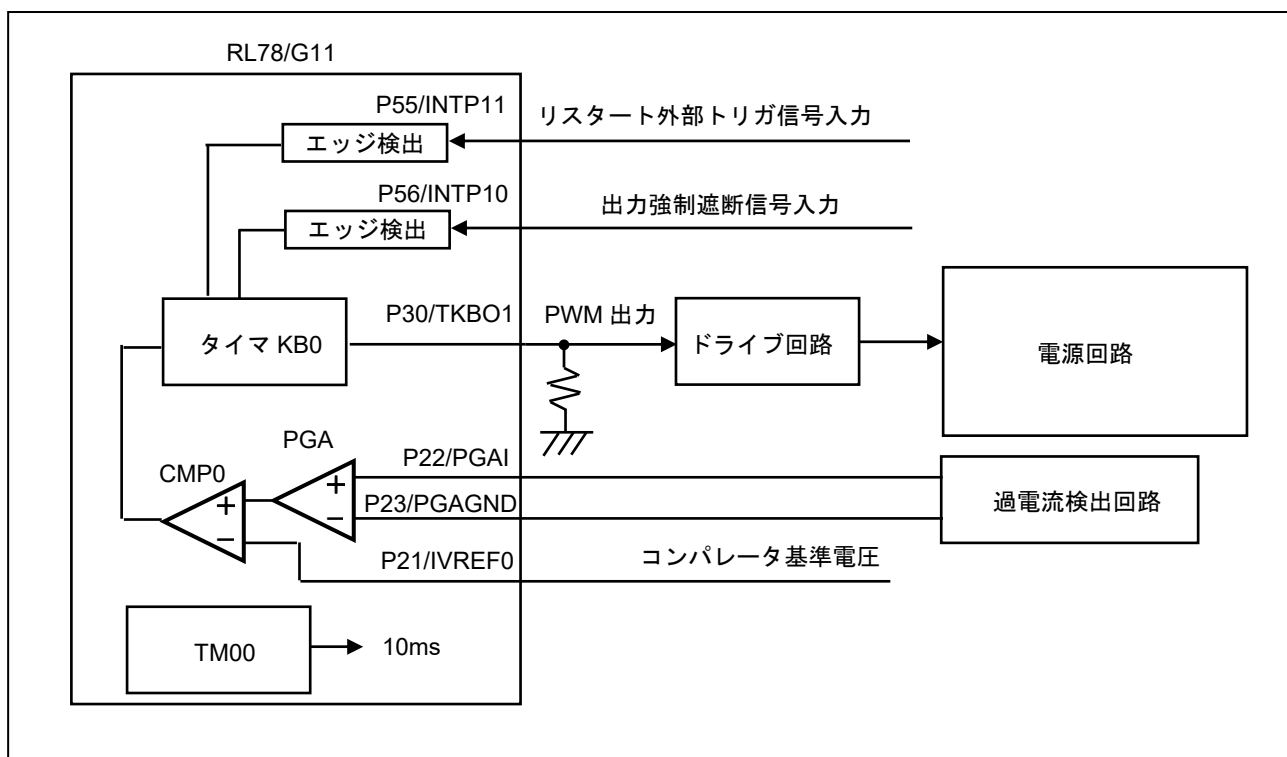 RL78/G11
P55/INTP11
リスタート外部トリガ信号入力
エッジ検出
P56/INTP10
出力強制遮断信号入力
エッジ検出
P30/TKBO1
PWM 出力
タイマ KB0
ドライブ回路
電源回路
PGA
CMP0
P22/PGAI
+
+
P23/PGAGND
過電流検出回路
−
−
P21/IVREF0
コンパレータ基準電圧
TM00
10ms